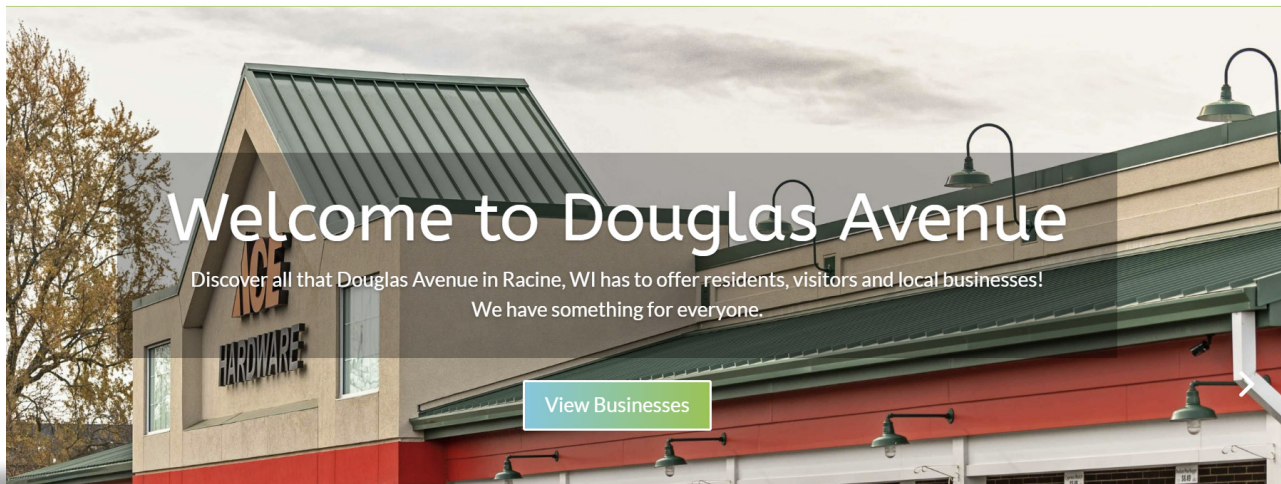 Welcome to Douglas Avenue
Discover all that Douglas Avenue in Racine, WI has to offer residents, visitors and local businesses!
We have something for everyone.
ACE
HARDWARE
View Businesses